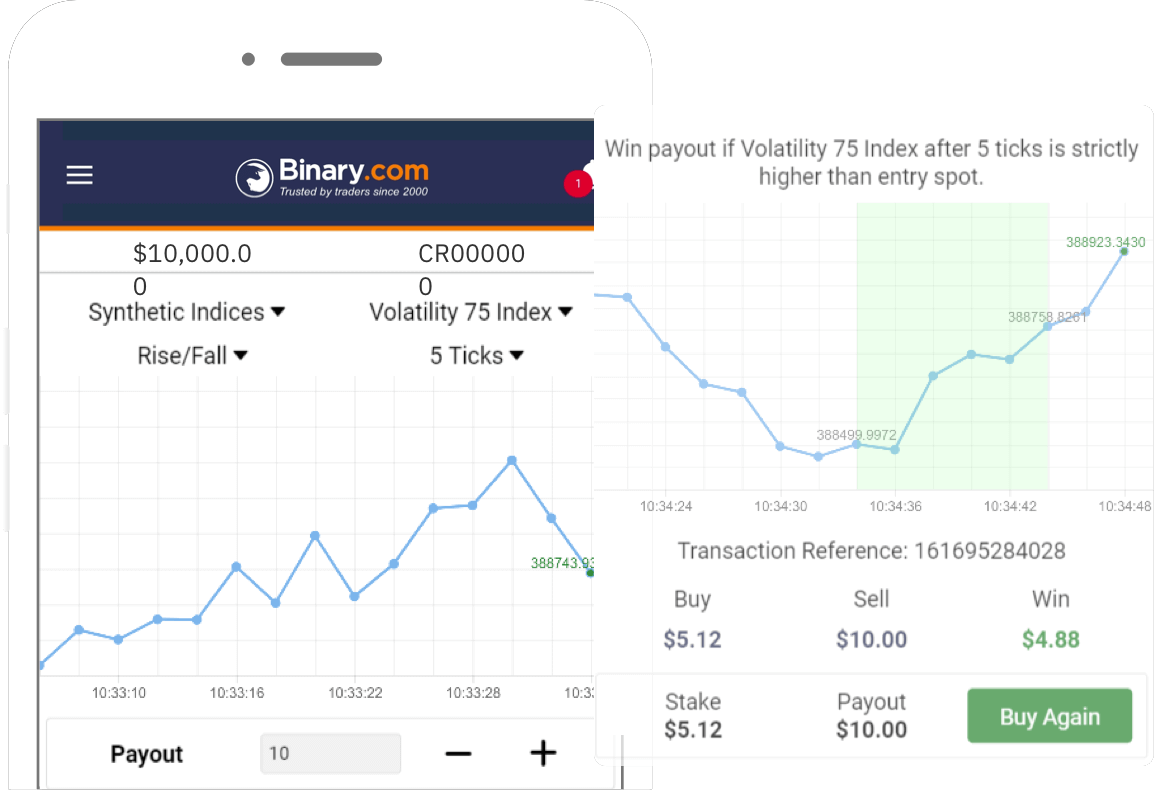 Binary.com
Trusted by traders since 2000
1
$10,000.0
0
CR00000
0
Synthetic Indices
Volatility 75 Index
Rise/Fall
5 Ticks
388743.93
10:33:10
10:33:16
10:33:22
10:33:28
10:33
Payout
10
Win payout if Volatility 75 Index after 5 ticks is strictly
higher than entry spot.
388923.3430
388758.8261
388499.9972
10:34:24
10:34:30
10:34:36
10:34:42
10:34:48
Transaction Reference: 161695284028
Buy
Sell
Win
$5.12
$10.00
$4.88
Stake
Payout
$5.12
$10.00
Buy Again